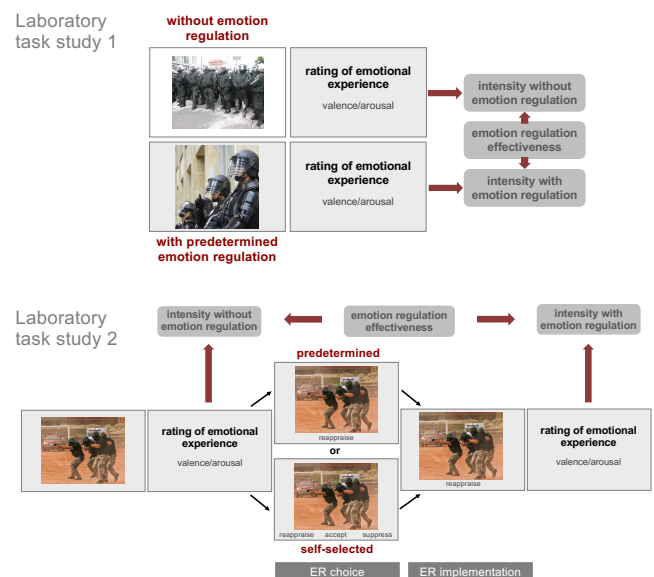 Laboratory
task study 1
without emotion
regulation
rating of emotional
experience
valence/arousal
intensity without
emotion regulation
emotion regulation
effectiveness
rating of emotional
experience
valence/arousal
intensity with
emotion regulation
with predetermined
emotion regulation
Laboratory
task study 2
intensity without
emotion regulation
emotion regulation
effectiveness
intensity with
emotion regulation
predetermined
reappraise
or
rating of emotional
experience
valence/arousal
reappraise
rating of emotional
experience
valence/arousal
reappraise accept suppress
self-selected
ER choice
ER implementation